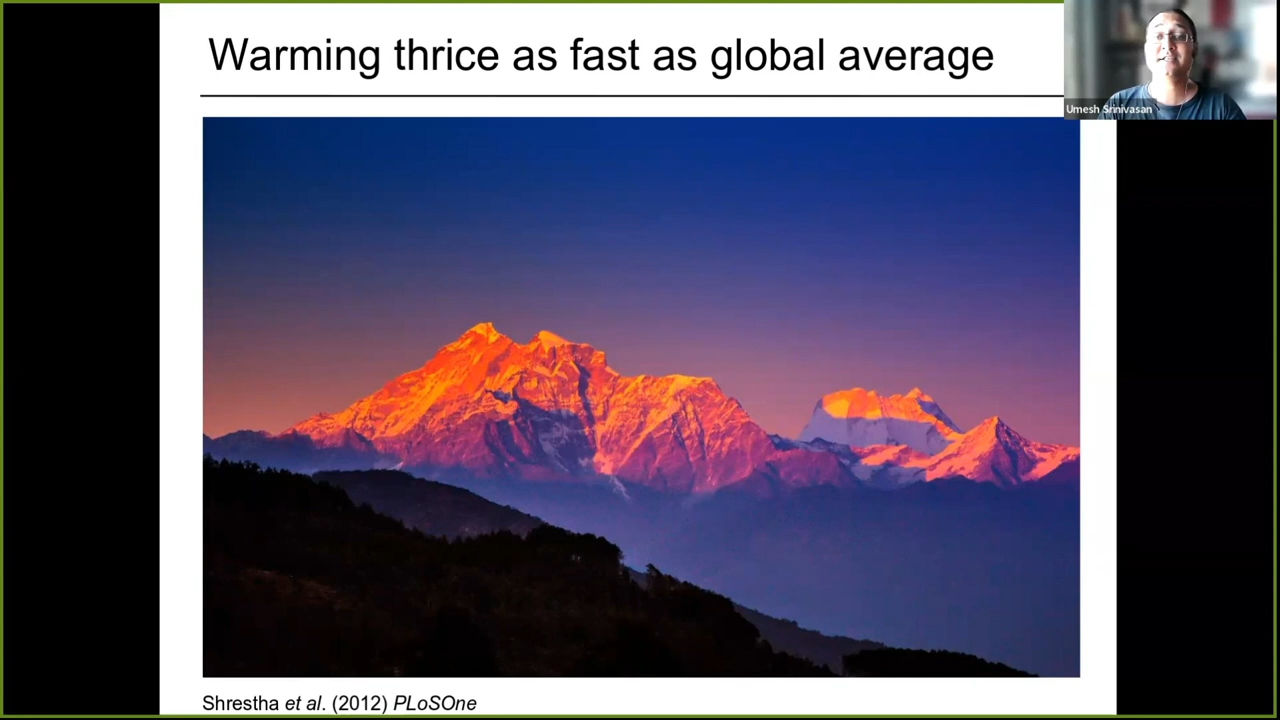 Warming thrice as fast as global average
Umesh Srinivasan
Shrestha et al. (2012) PLoSOne